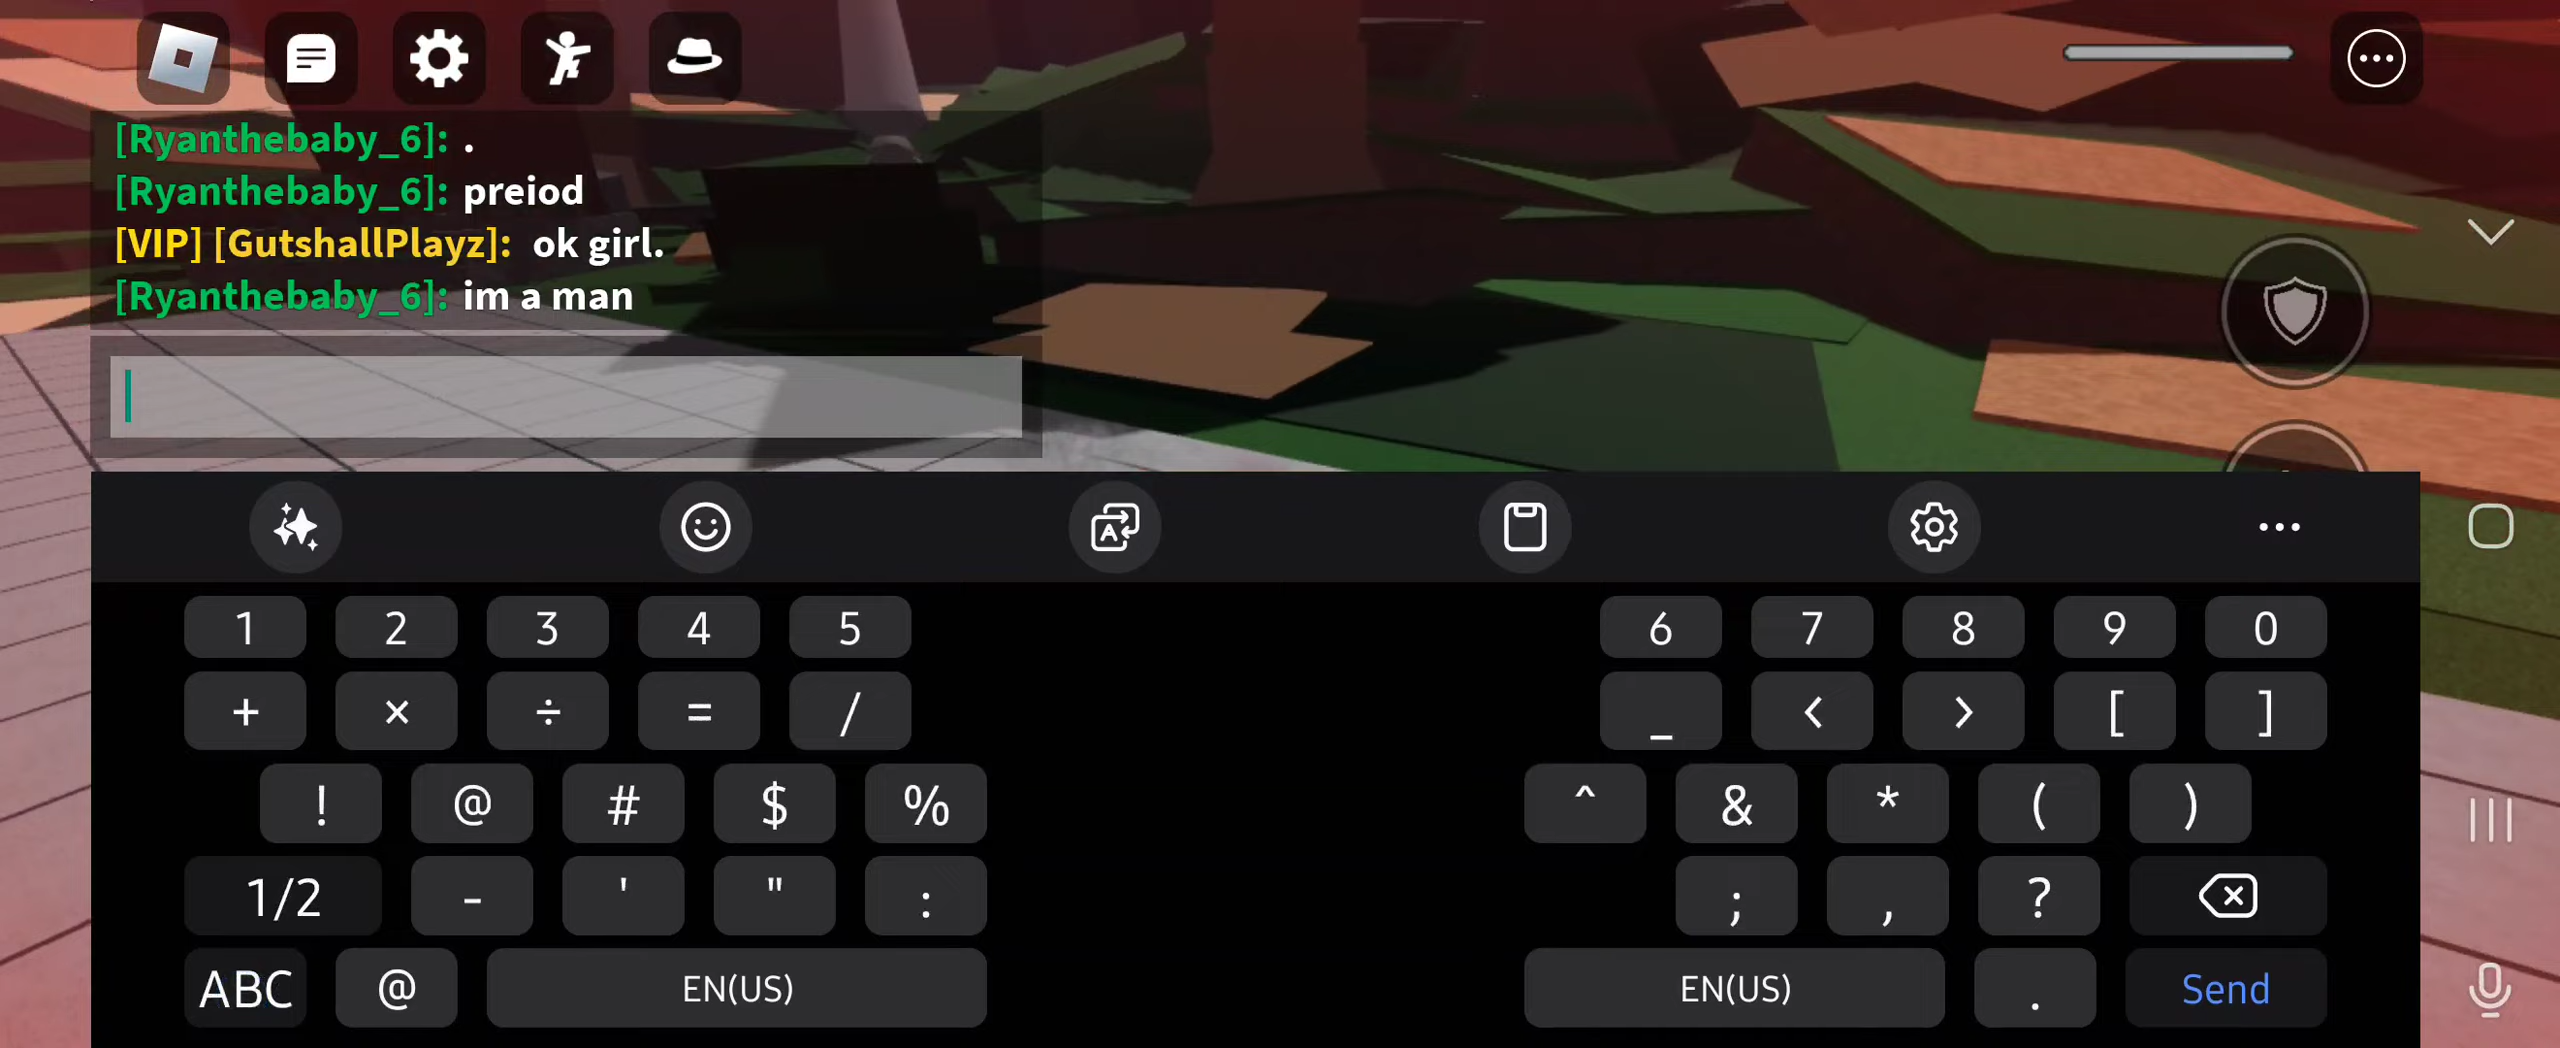 [Ryanthebaby_6]: .
[Ryanthebaby_6]: preiod
[VIP] [GutshallPlayz]: ok girl.
[Ryanthebaby_6]: im a man
1 2 3 4 5 6 7 8 9 0
+ × ÷ = / _ < > [ ]
! @ # $ % ^ & * ( )
1/2 - ' " : ; , ?
ABC @ EN(US) EN(US) . Send